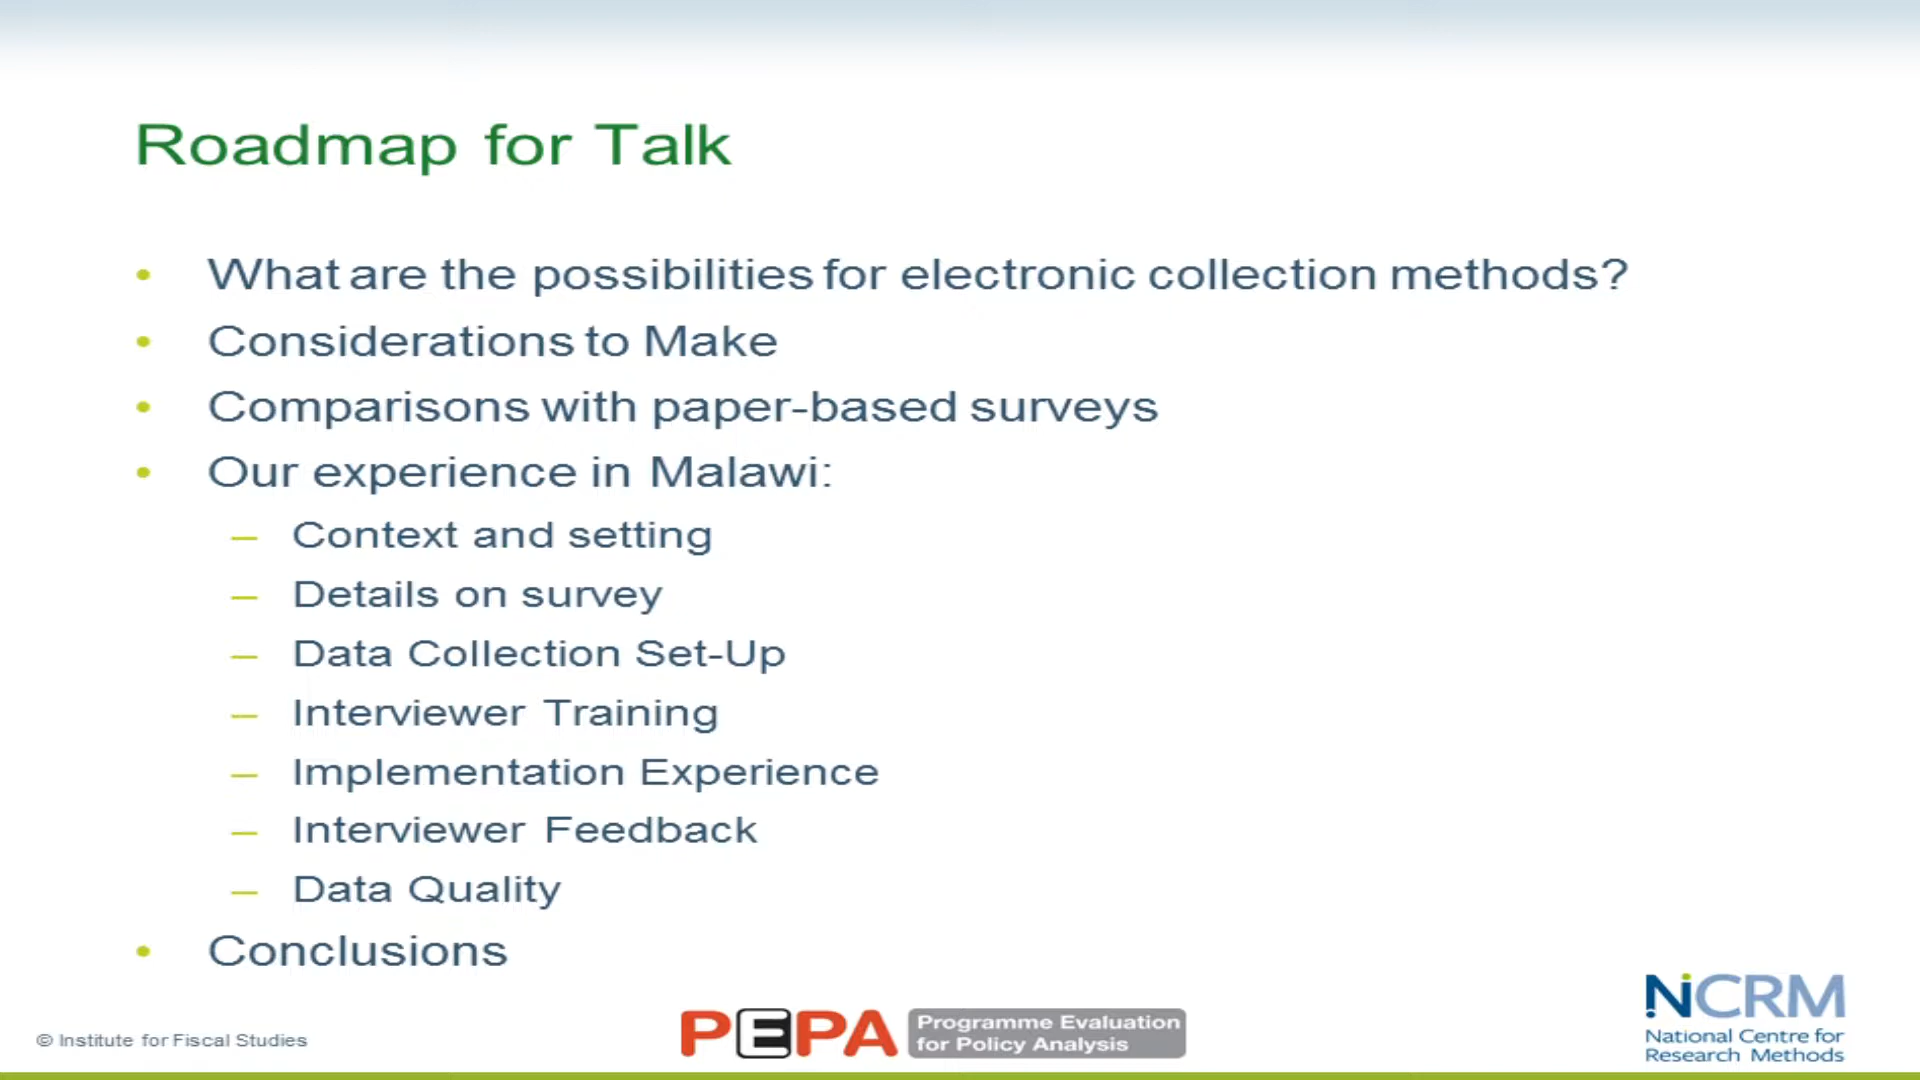 Roadmap for Talk
• What are the possibilities for electronic collection methods?
• Considerations to Make
• Comparisons with paper-based surveys
• Our experience in Malawi:
– Context and setting
– Details on survey
– Data Collection Set-Up
– Interviewer Training
– Implementation Experience
– Interviewer Feedback
– Data Quality
• Conclusions
© Institute for Fiscal Studies
PEPA
Programme Evaluation
for Policy Analysis
NCRM
National Centre for
Research Methods